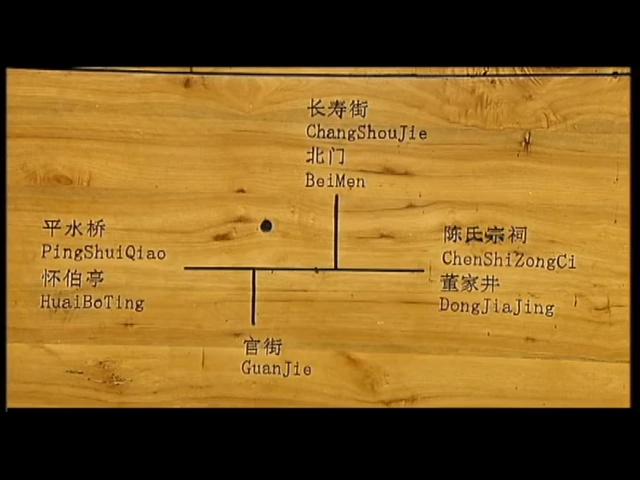 长寿街
ChangShouJie
北门
BeiMen
平水桥
PingShuiQiao
怀伯亭
HuaiBoTing
陈氏宗祠
ChenShiZongCi
董家井
DongJiaJing
官街
GuanJie